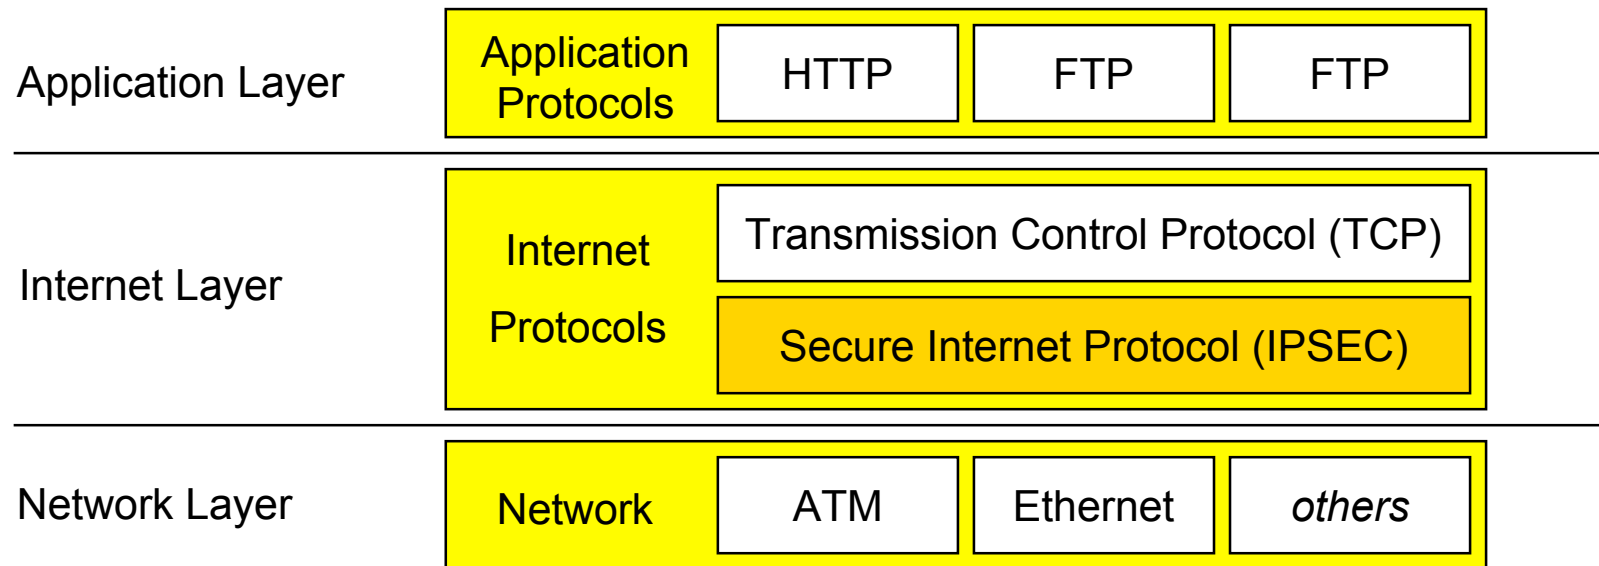 Application Layer
Application
Protocols
HTTP
FTP
FTP
Internet Layer
Internet
Protocols
Transmission Control Protocol (TCP)
Secure Internet Protocol (IPSEC)
Network Layer
Network
ATM
Ethernet
others